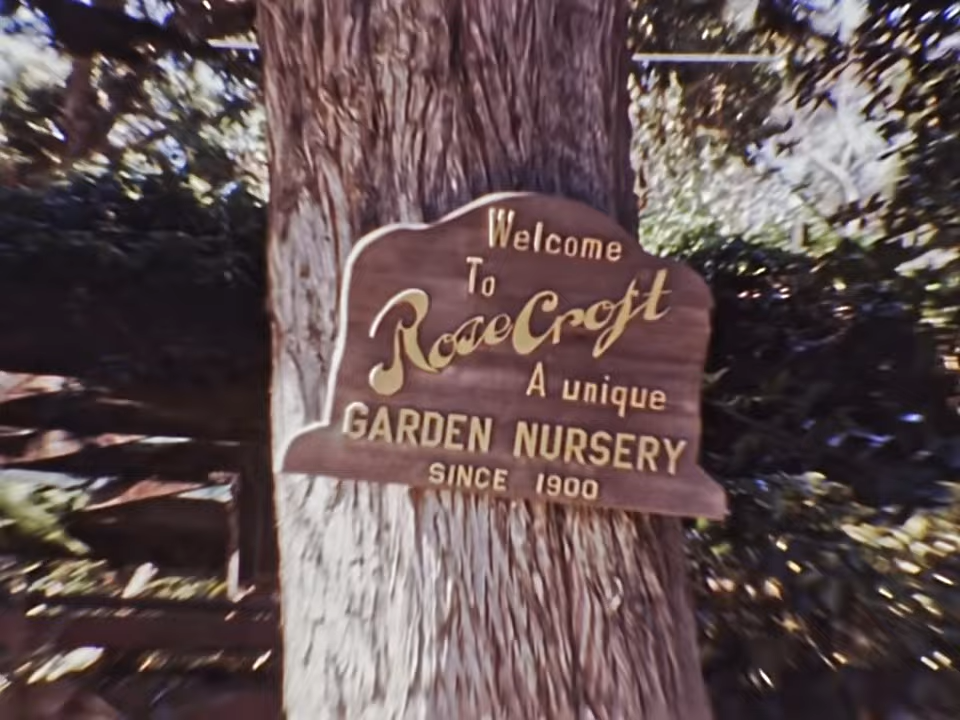 Welcome
To
RoseCroft
A unique
GARDEN NURSERY
SINCE 1900